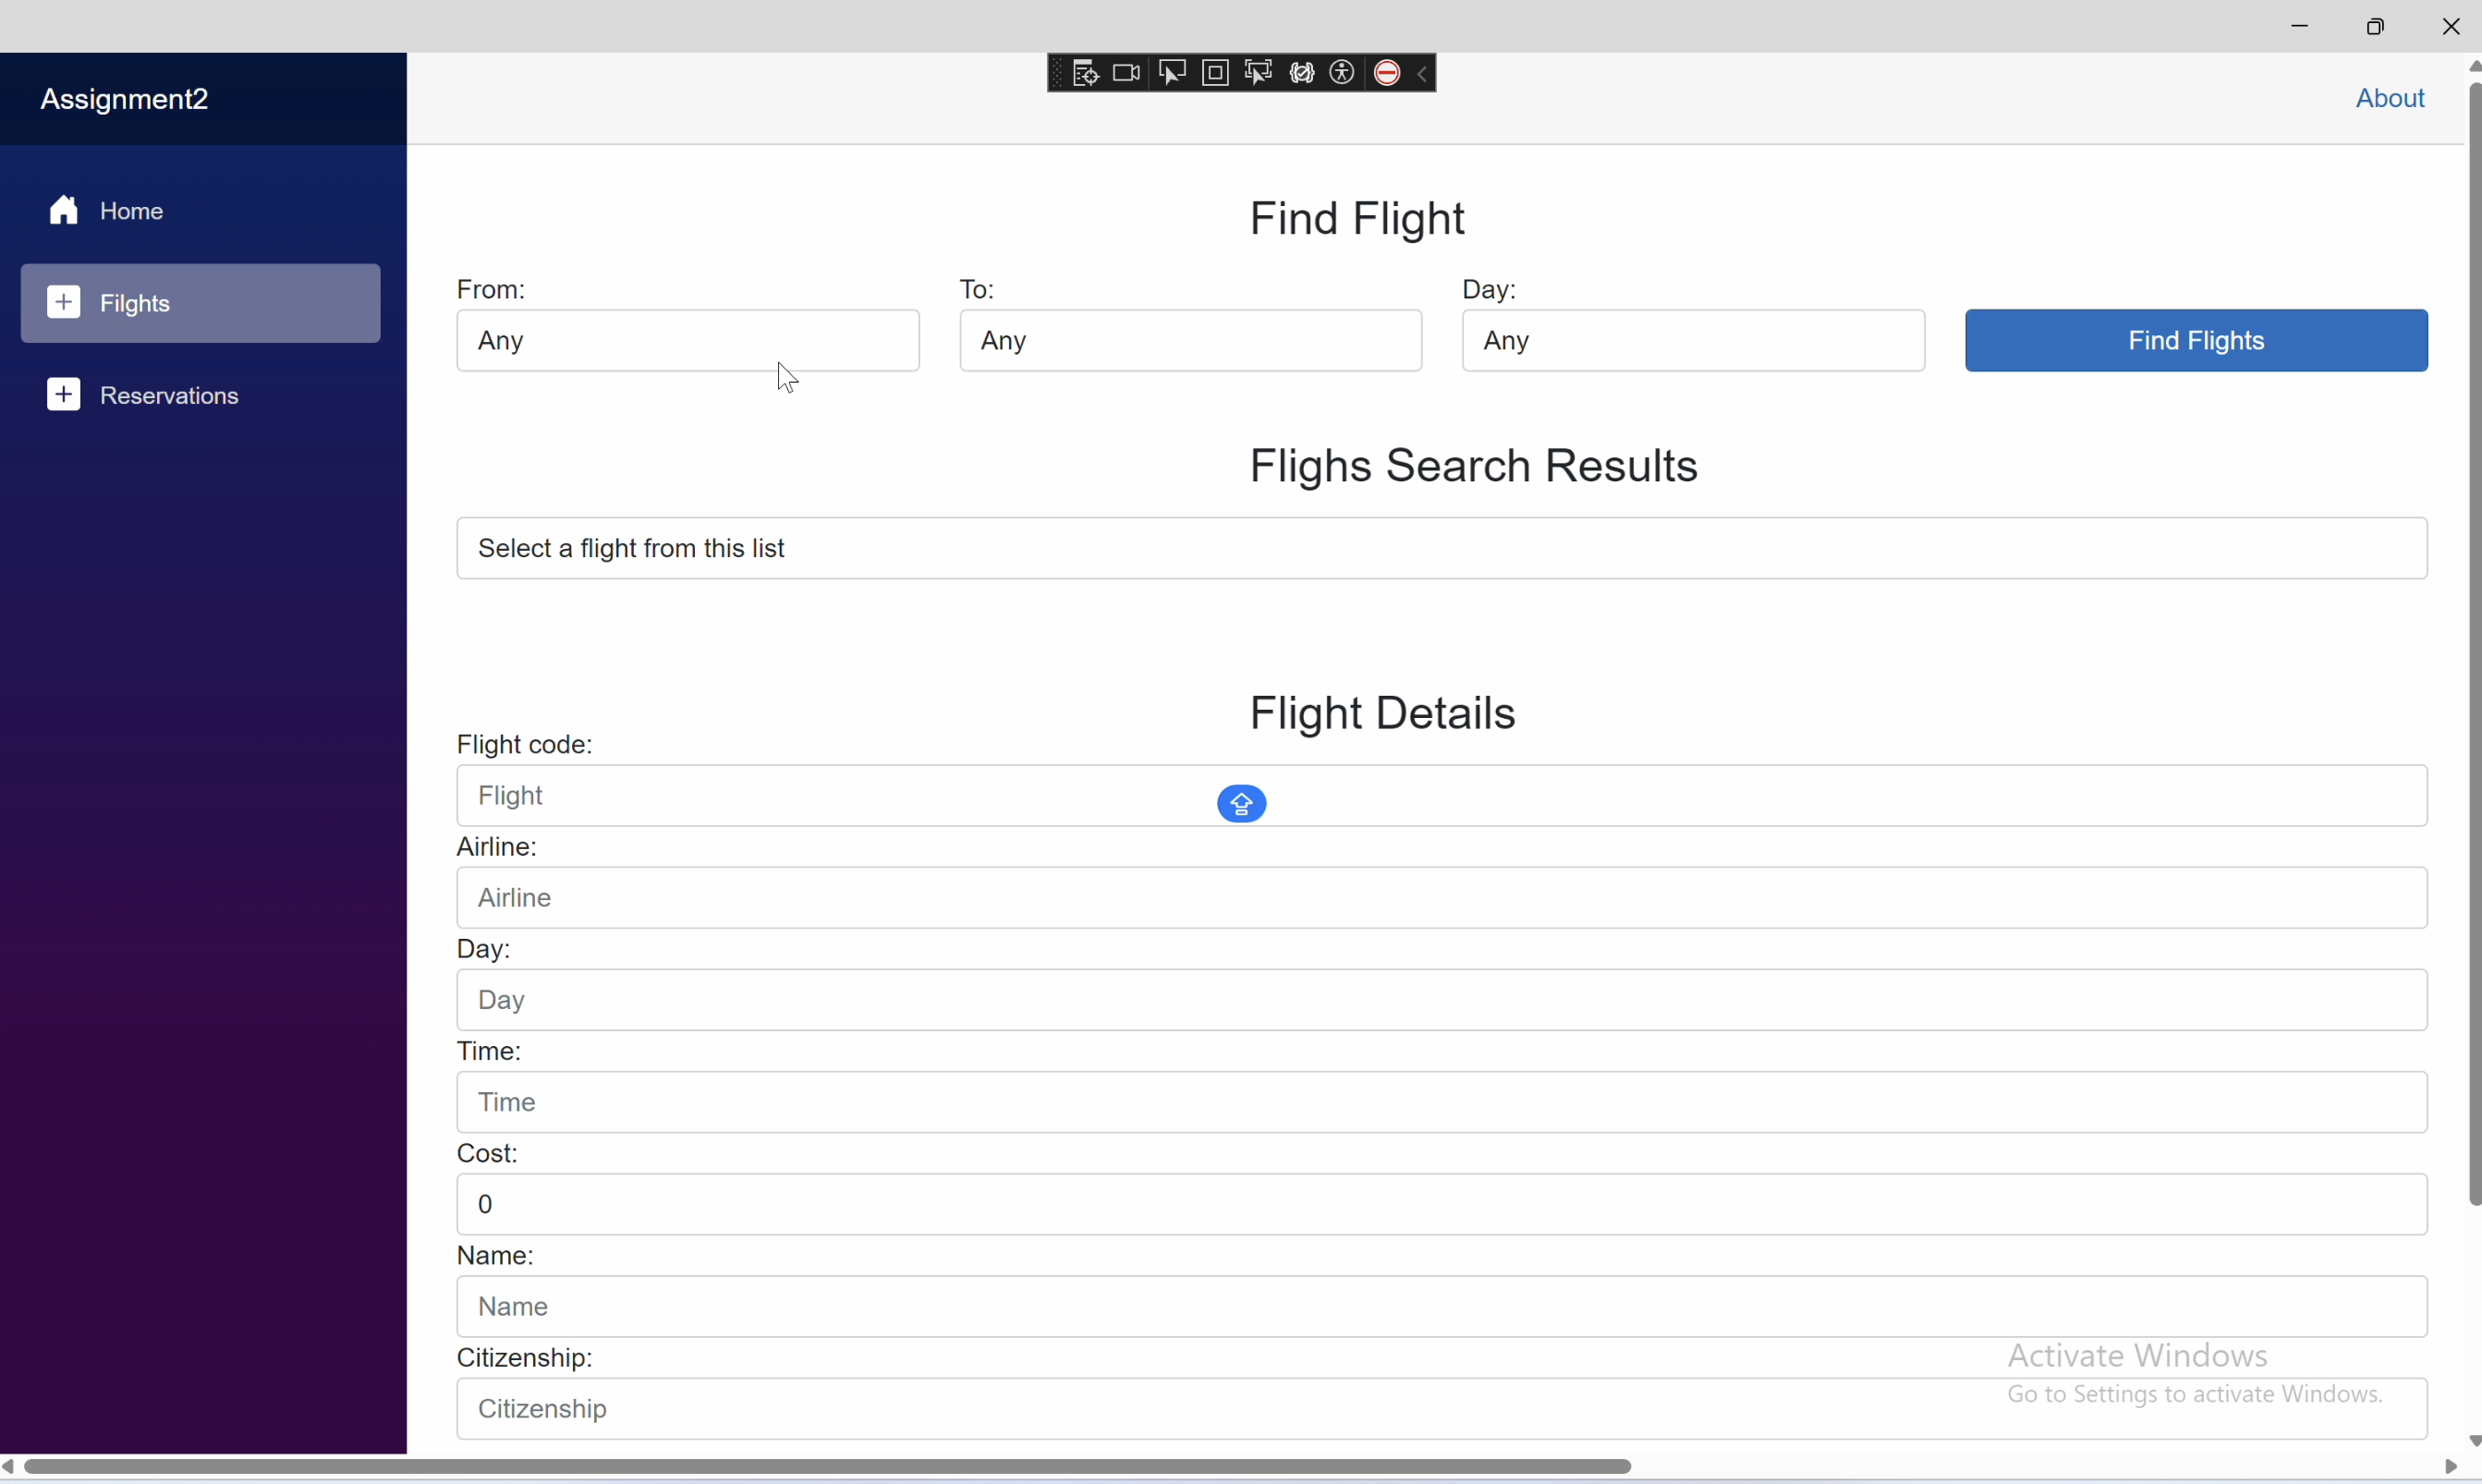 Assignment2
About
Home
Filghts
Reservations
Find Flight
From:
To:
Day:
Any
Any
Any
Find Flights
Flighs Search Results
Select a flight from this list
Flight Details
Flight code:
Flight
Airline:
Airline
Day:
Day
Time:
Time
Cost:
0
Name:
Name
Citizenship:
Citizenship
Activate Windows
Go to Settings to activate Windows.